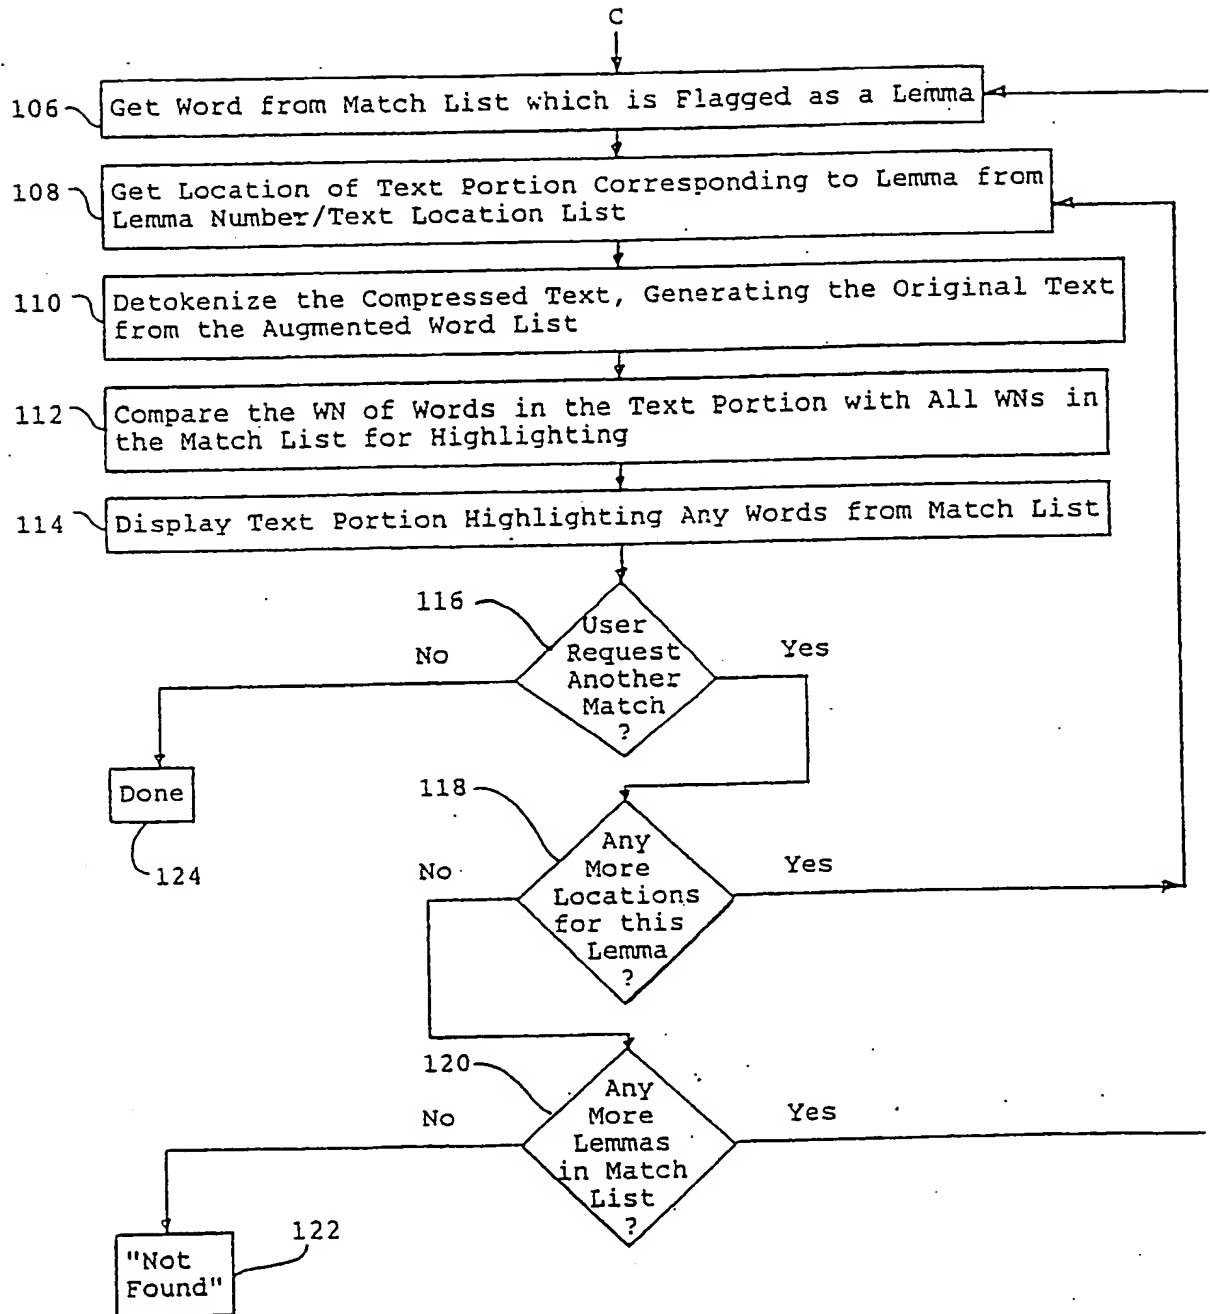 C
106
Get Word from Match List which is Flagged as a Lemma
108
Get Location of Text Portion Corresponding to Lemma from
Lemma Number/Text Location List
110
Detokenize the Compressed Text, Generating the Original Text
from the Augmented Word List
112
Compare the WN of Words in the Text Portion with All WNs in
the Match List for Highlighting
114
Display Text Portion Highlighting Any Words from Match List
116
User
Request
Another
Match
?
No
Yes
Done
124
118
Any
More
Locations
for this
Lemma
?
No
Yes
120
Any
More
Lemmas
in Match
List
?
No
Yes
122
"Not
Found"